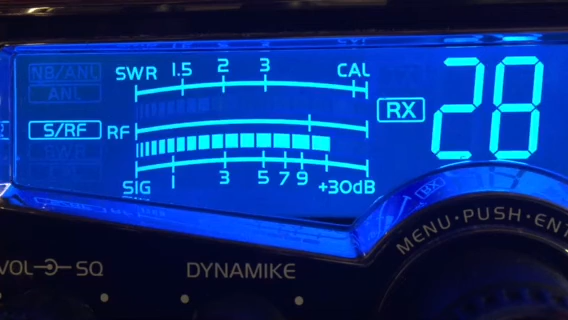 NB/ANL
ANL
SWR 1.5 2 3 CAL
S/RF
RF
RX
28
SWR
SIG 1 3 5 7 9 +30dB
MENU·PUSH·ENT
VOL SQ
DYNAMIKE